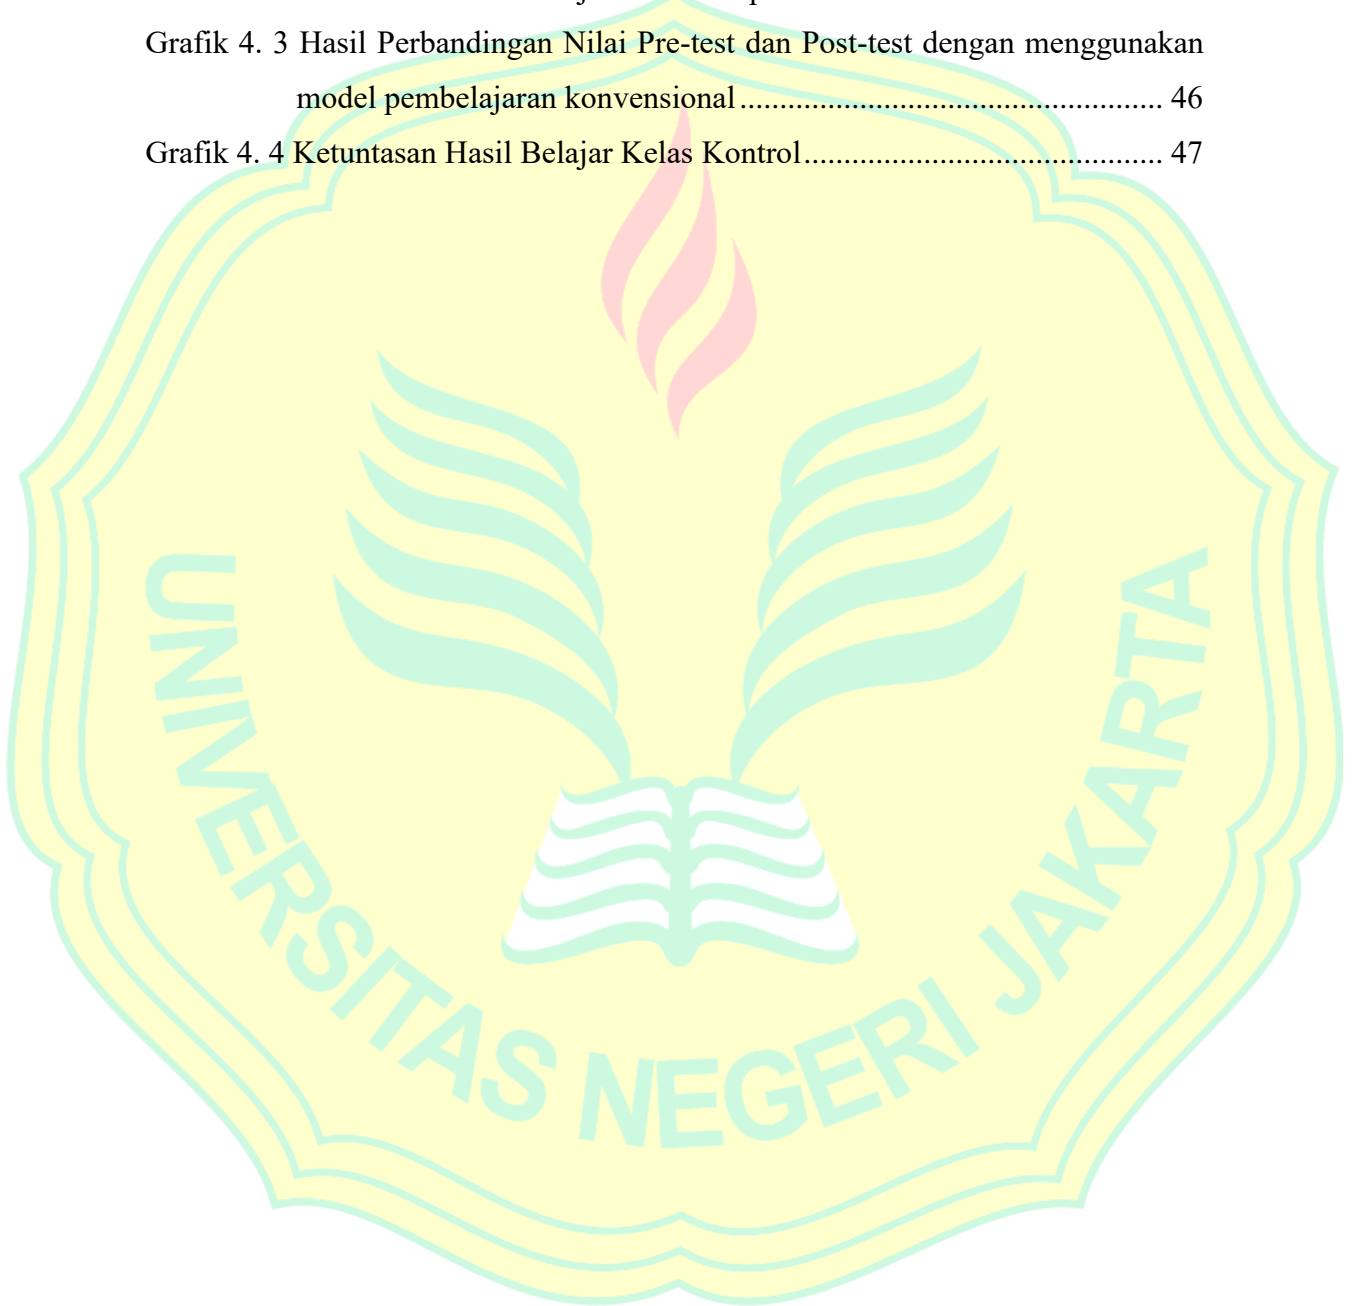 Grafik 4. 3 Hasil Perbandingan Nilai Pre-test dan Post-test dengan menggunakan
model pembelajaran konvensional..................................................... 46
Grafik 4. 4 Ketuntasan Hasil Belajar Kelas Kontrol............................................. 47
UNIVERSITAS NEGERI JAKARTA